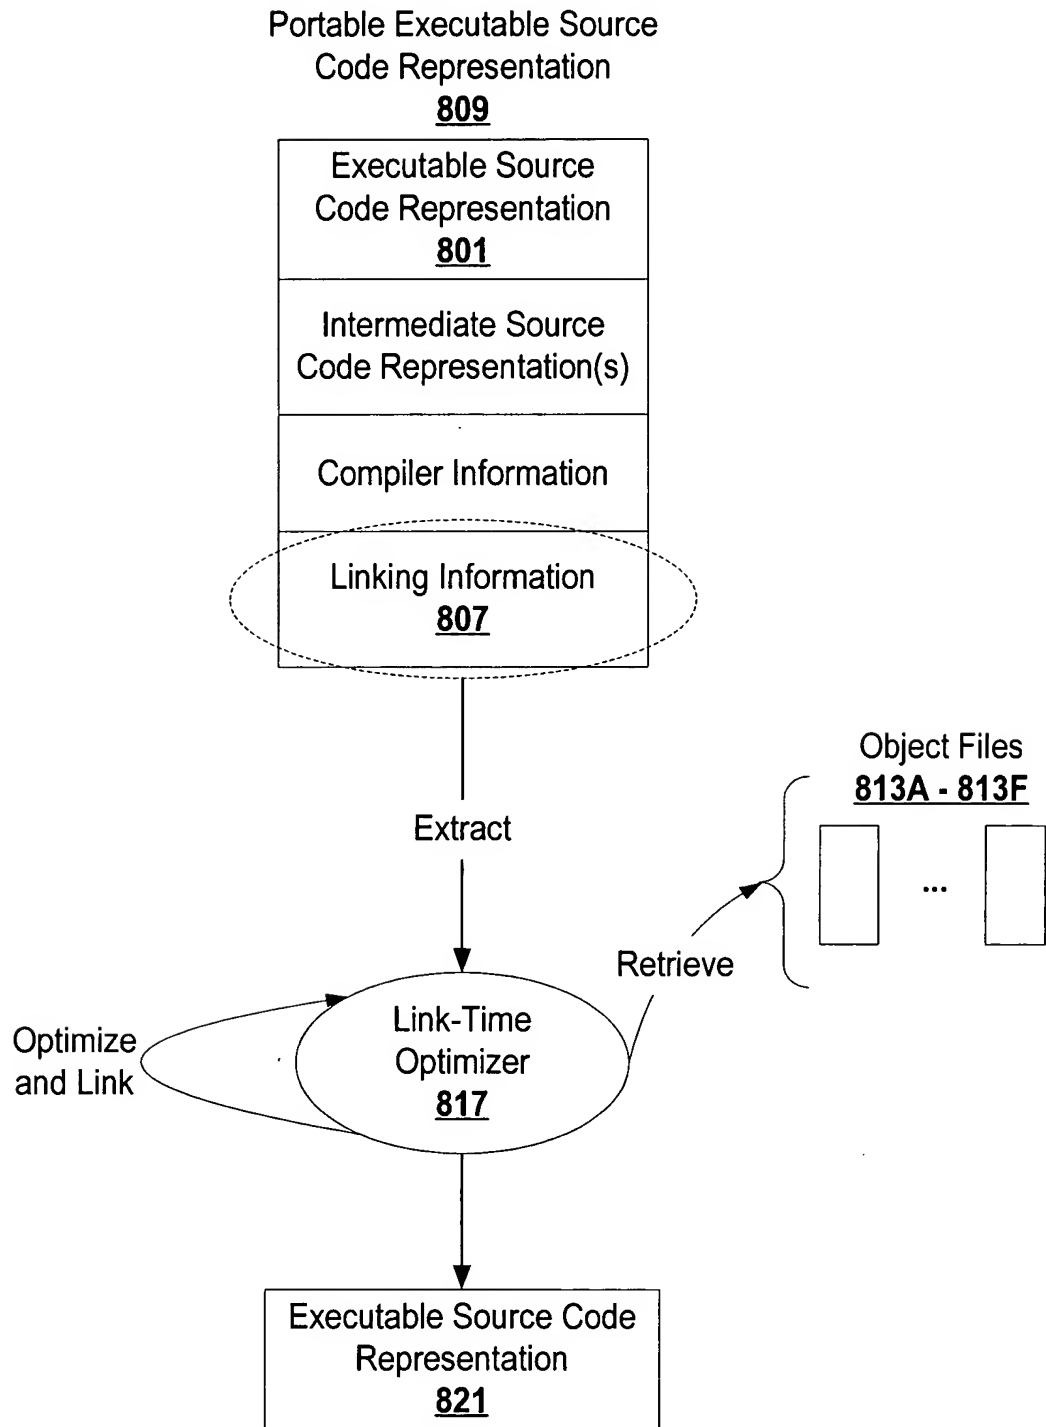 Portable Executable Source
Code Representation
809
Executable Source
Code Representation
801
Intermediate Source
Code Representation(s)
Compiler Information
Linking Information
807
Extract
Object Files
813A - 813F
...
Retrieve
Optimize
and Link
Link-Time
Optimizer
817
Executable Source Code
Representation
821